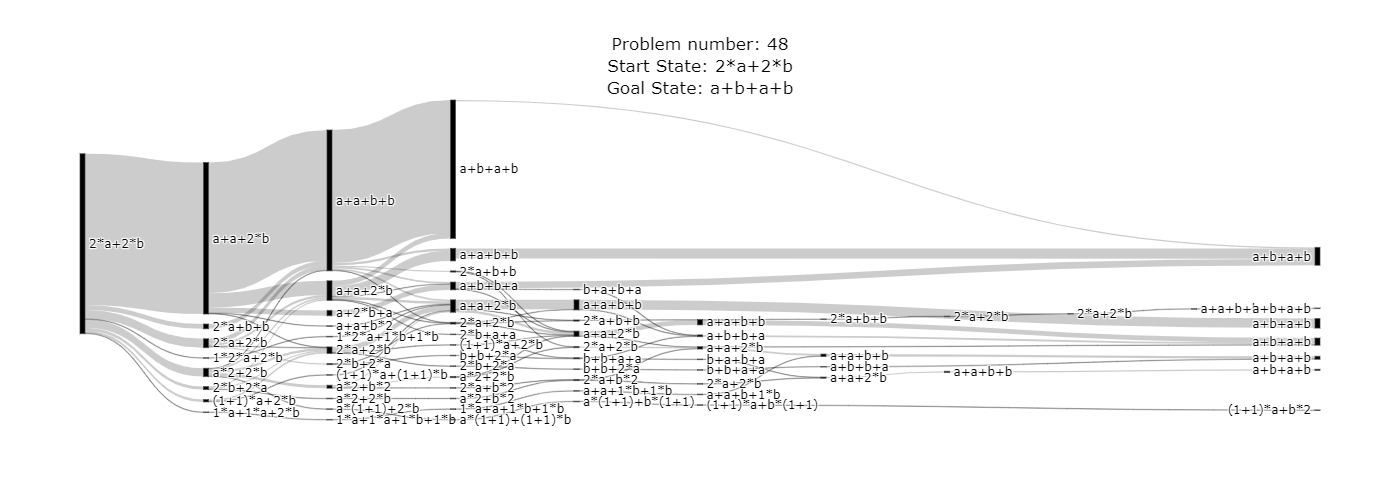 Problem number: 48
Start State: 2*a+2*b
Goal State: a+b+a+b
2*a+2*b
a+a+2*b
2*a+b+b
2*a+2*b
1*2*a+2*b
a*2+2*b
2*b+2*a
(1+1)*a+2*b
1*a+1*a+2*b
a+a+b+b
a+a+2*b
a+2*b+a
a+a+b*2
1*2*a+1*b+1*b
2*a+2*b
2*b+2*a
(1+1)*a+(1+1)*b
a*2+b*2
a*2+2*b
a*(1+1)+2*b
1*a+1*a+1*b+1*b
a+b+a+b
a+a+b+b
2*a+b+b
a+b+b+a
a+a+2*b
2*a+2*b
2*b+a+a
(1+1)*a+2*b
b+b+2*a
2*b+2*a
a*2+2*b
2*a+b*2
a*2+b*2
1*a+a+1*b+1*b
a*(1+1)+(1+1)*b
b+a+b+a
a+a+b+b
2*a+b+b
a+a+2*b
2*a+2*b
b+b+a+a
b+b+2*a
2*a+b*2
a+a+1*b+1*b
a*(1+1)+b*(1+1)
a+a+b+b
a+b+b+a
a+a+2*b
b+a+a+b
b+b+a+a
2*a+2*b
a+a+b+1*b
(1+1)*a+b*(1+1)
2*a+b+b
a+a+b+b
a+b+b+a
a+a+2*b
2*a+2*b
a+a+b+b
2*a+2*b
a+b+a+b
a+b+a+b
a+b+a+b
a+b+a+b
a+b+a+b
(1+1)*a+b*2